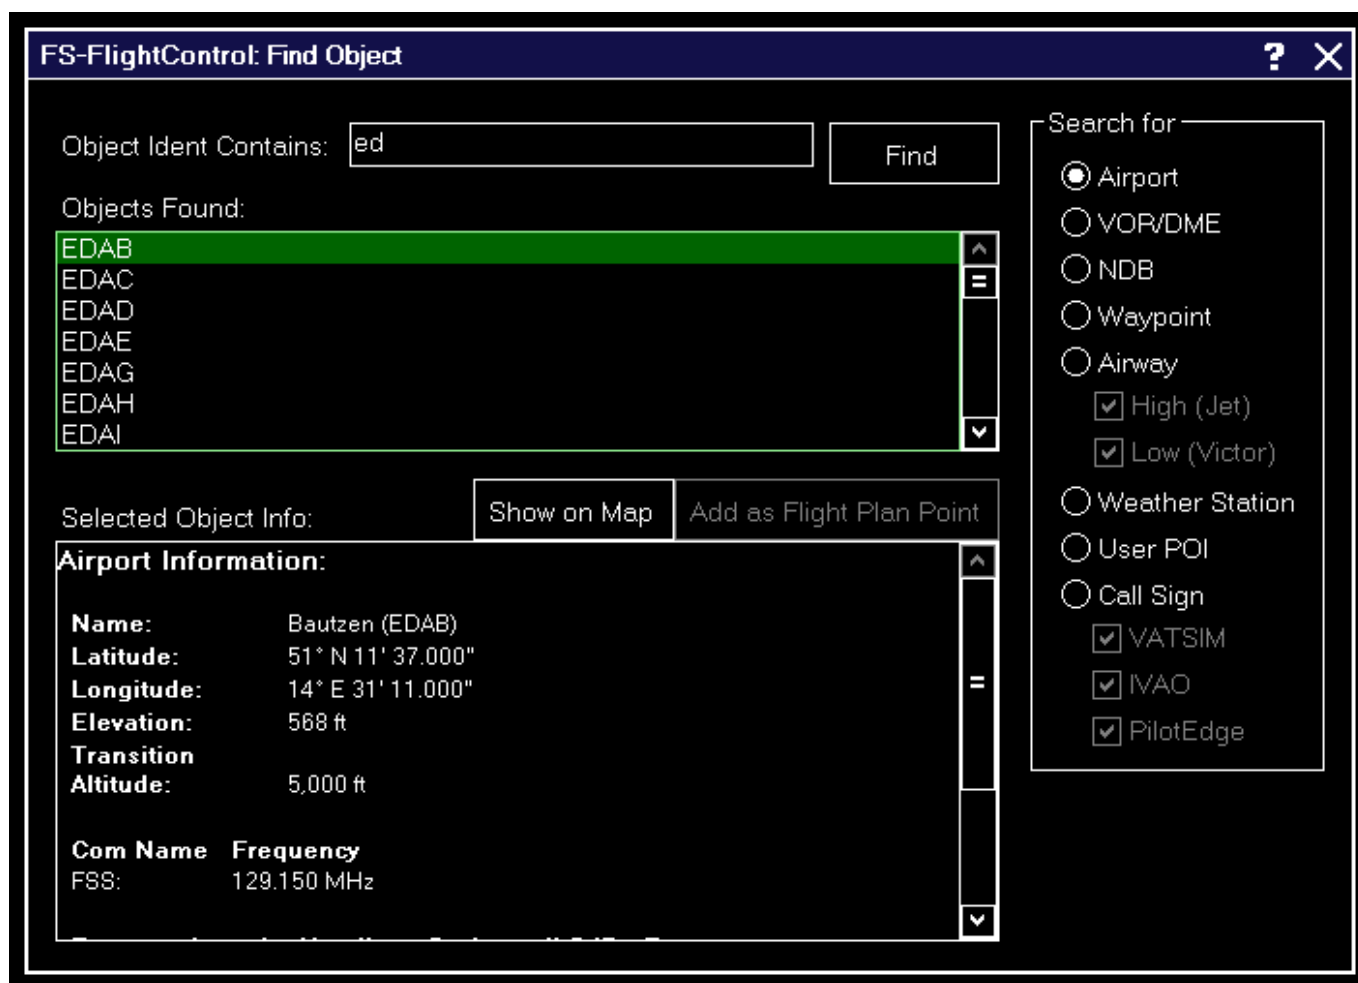 FS-FlightControl: Find Object ? X
Object Ident Contains: ed
Find
Objects Found:
EDAB
EDAC
EDAD
EDAE
EDAG
EDAH
EDAI
Selected Object Info:
Show on Map
Add as Flight Plan Point
Airport Information:
Name: Bautzen (EDAB)
Latitude: 51° N 11' 37.000"
Longitude: 14° E 31' 11.000"
Elevation: 568 ft
Transition
Altitude: 5,000 ft
Com Name Frequency
FSS: 129.150 MHz
Search for
Airport
VOR/DME
NDB
Waypoint
Airway
High (Jet)
Low (Victor)
Weather Station
User POI
Call Sign
VATSIM
IVAO
PilotEdge